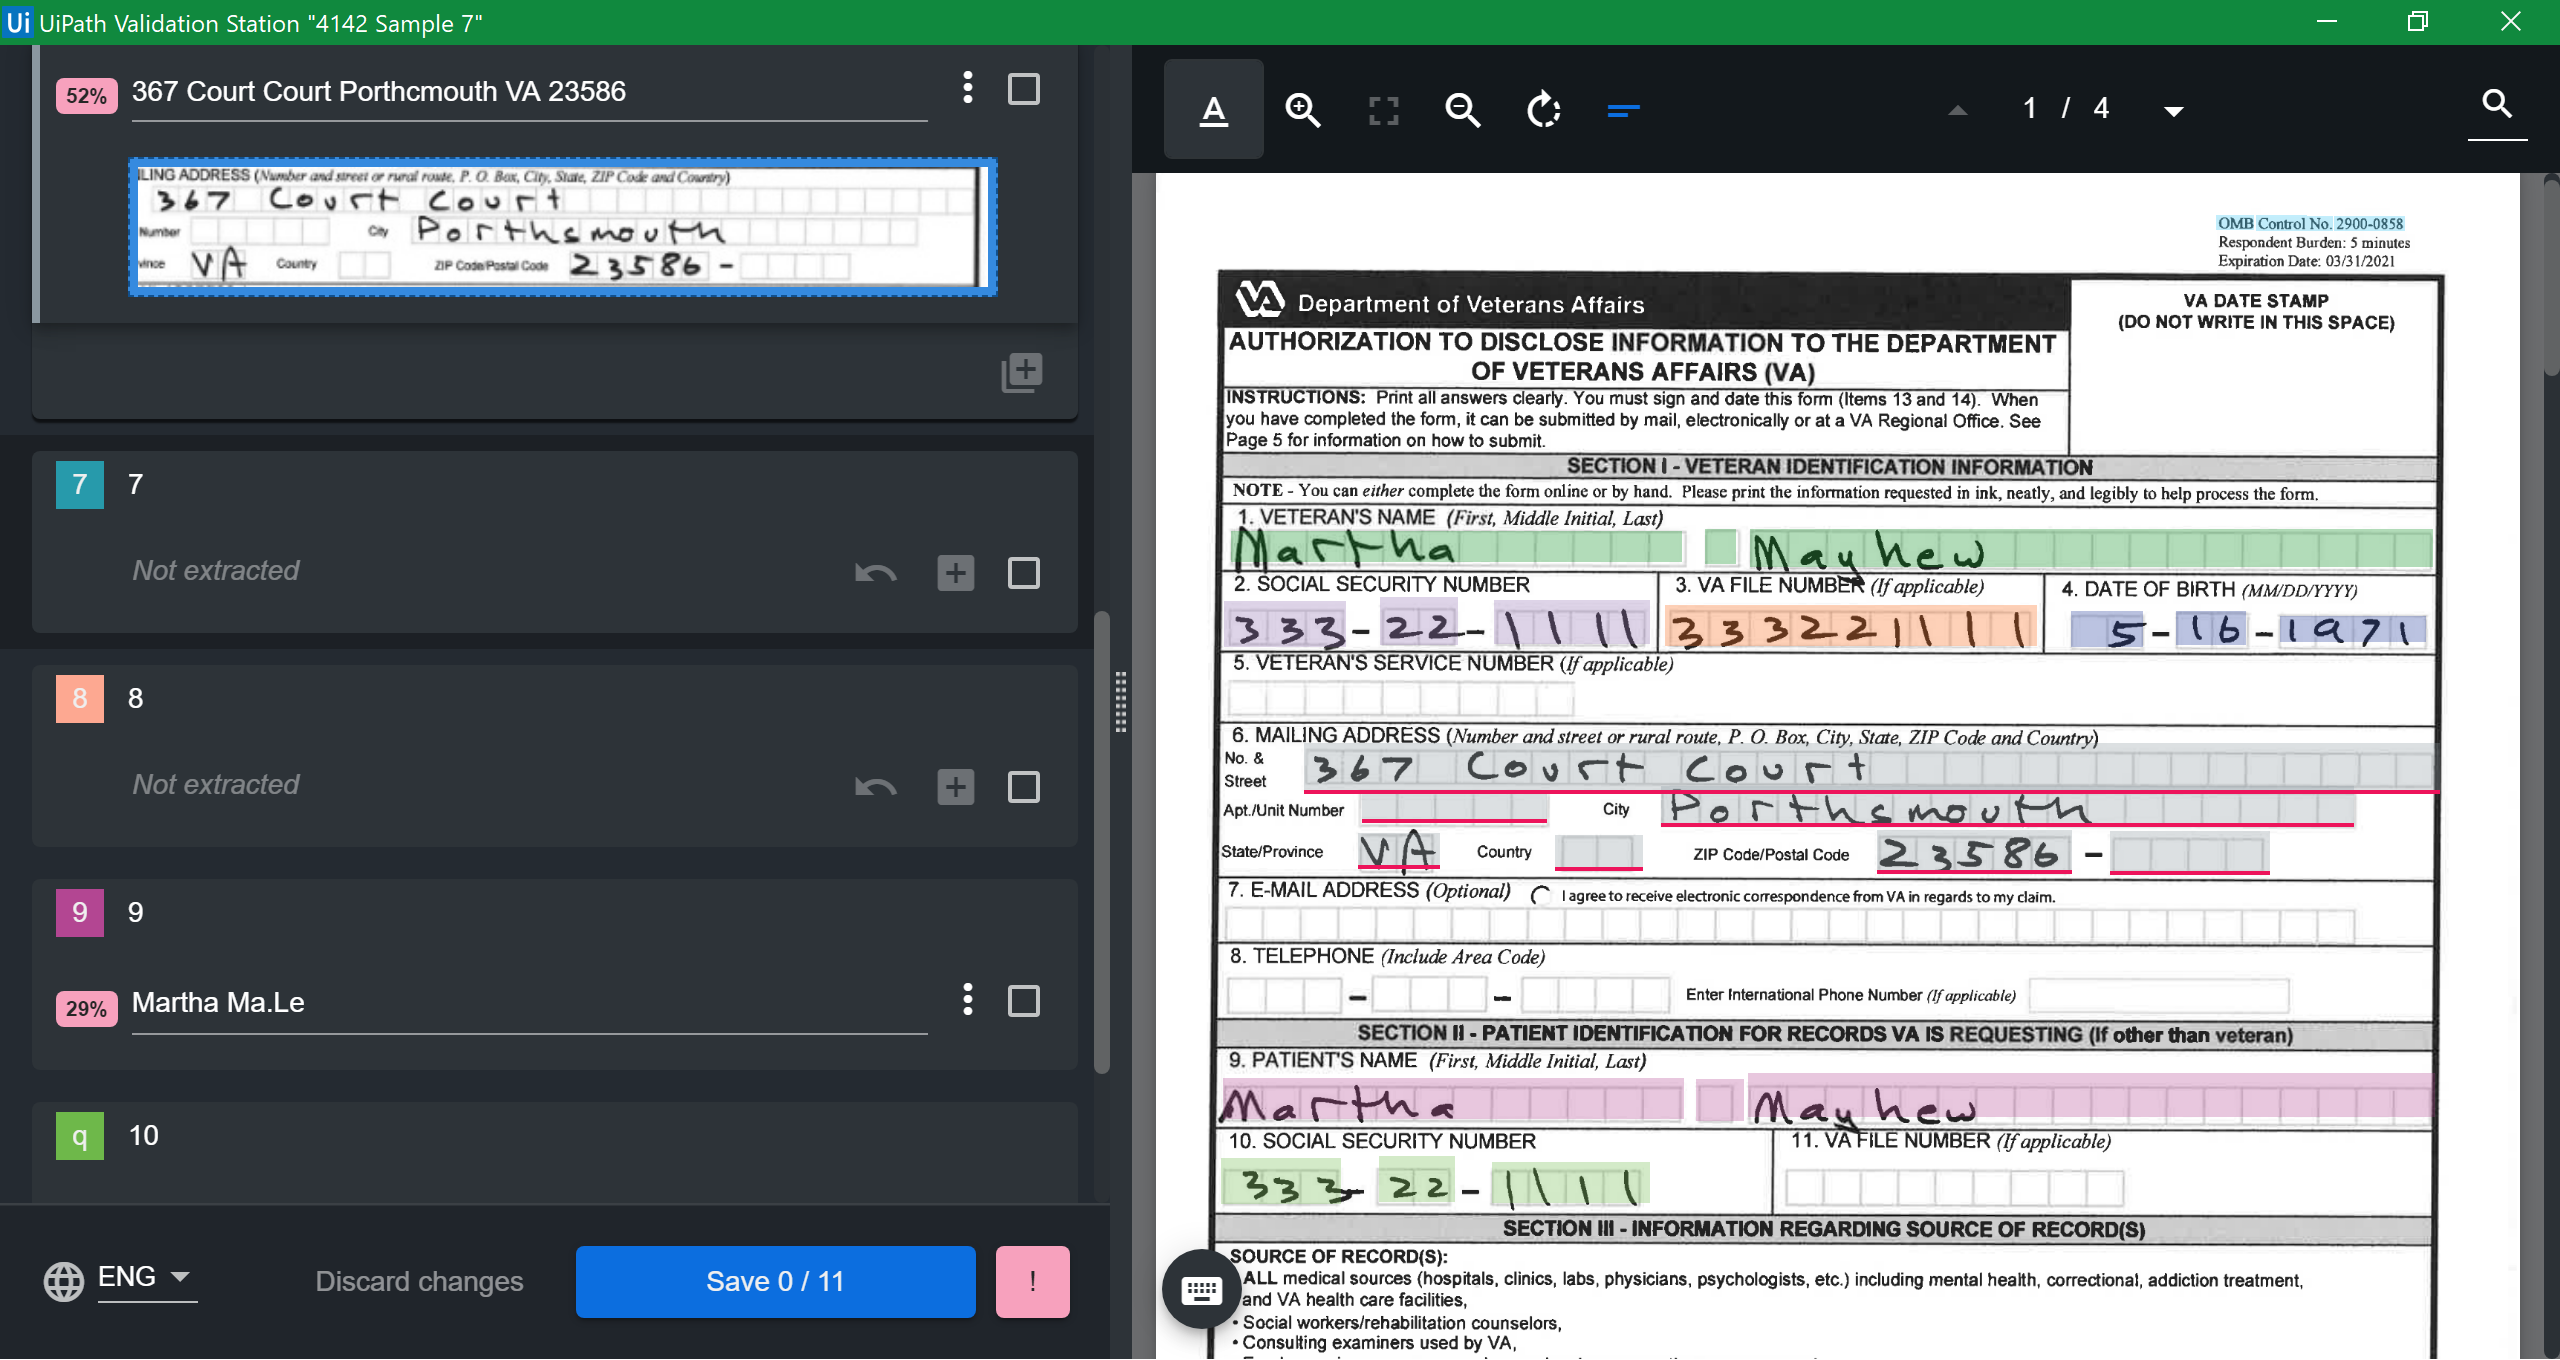 Ui UiPath Validation Station "4142 Sample 7"
52% 367 Court Court Porthcmouth VA 23586
ILING ADDRESS (Number and street or rural route, P. O. Box, City, State, ZIP Code and Country)
367 Court Court
Number City Porthsmouth
vince VA Country ZIP Code/Postal Code 23586 -
7 7
Not extracted
8 8
Not extracted
9 9
29% Martha Ma.Le
q 10
ENG Discard changes Save 0 / 11 !
A 1 / 4
OMB Control No. 2900-0858
Respondent Burden: 5 minutes
Expiration Date: 03/31/2021
VA Department of Veterans Affairs
VA DATE STAMP
(DO NOT WRITE IN THIS SPACE)
AUTHORIZATION TO DISCLOSE INFORMATION TO THE DEPARTMENT
OF VETERANS AFFAIRS (VA)
INSTRUCTIONS: Print all answers clearly. You must sign and date this form (Items 13 and 14). When
you have completed the form, it can be submitted by mail, electronically or at a VA Regional Office. See
Page 5 for information on how to submit.
SECTION I - VETERAN IDENTIFICATION INFORMATION
NOTE - You can either complete the form online or by hand. Please print the information requested in ink, neatly, and legibly to help process the form.
1. VETERAN'S NAME (First, Middle Initial, Last)
Martha Mayhew
2. SOCIAL SECURITY NUMBER 3. VA FILE NUMBER (If applicable) 4. DATE OF BIRTH (MM/DD/YYYY)
333-22-1111 333221111 5-16-1971
5. VETERAN'S SERVICE NUMBER (If applicable)
6. MAILING ADDRESS (Number and street or rural route, P. O. Box, City, State, ZIP Code and Country)
No. &
Street 367 Court Court
Apt./Unit Number City Porthsmouth
State/Province VA Country ZIP Code/Postal Code 23586 -
7. E-MAIL ADDRESS (Optional) I agree to receive electronic correspondence from VA in regards to my claim.
8. TELEPHONE (Include Area Code)
- - Enter International Phone Number (If applicable)
SECTION II - PATIENT IDENTIFICATION FOR RECORDS VA IS REQUESTING (If other than veteran)
9. PATIENT'S NAME (First, Middle Initial, Last)
Martha Mayhew
10. SOCIAL SECURITY NUMBER 11. VA FILE NUMBER (If applicable)
333-22-1111
SECTION III - INFORMATION REGARDING SOURCE OF RECORD(S)
SOURCE OF RECORD(S):
ALL medical sources (hospitals, clinics, labs, physicians, psychologists, etc.) including mental health, correctional, addiction treatment,
and VA health care facilities,
• Social workers/rehabilitation counselors,
• Consulting examiners used by VA,